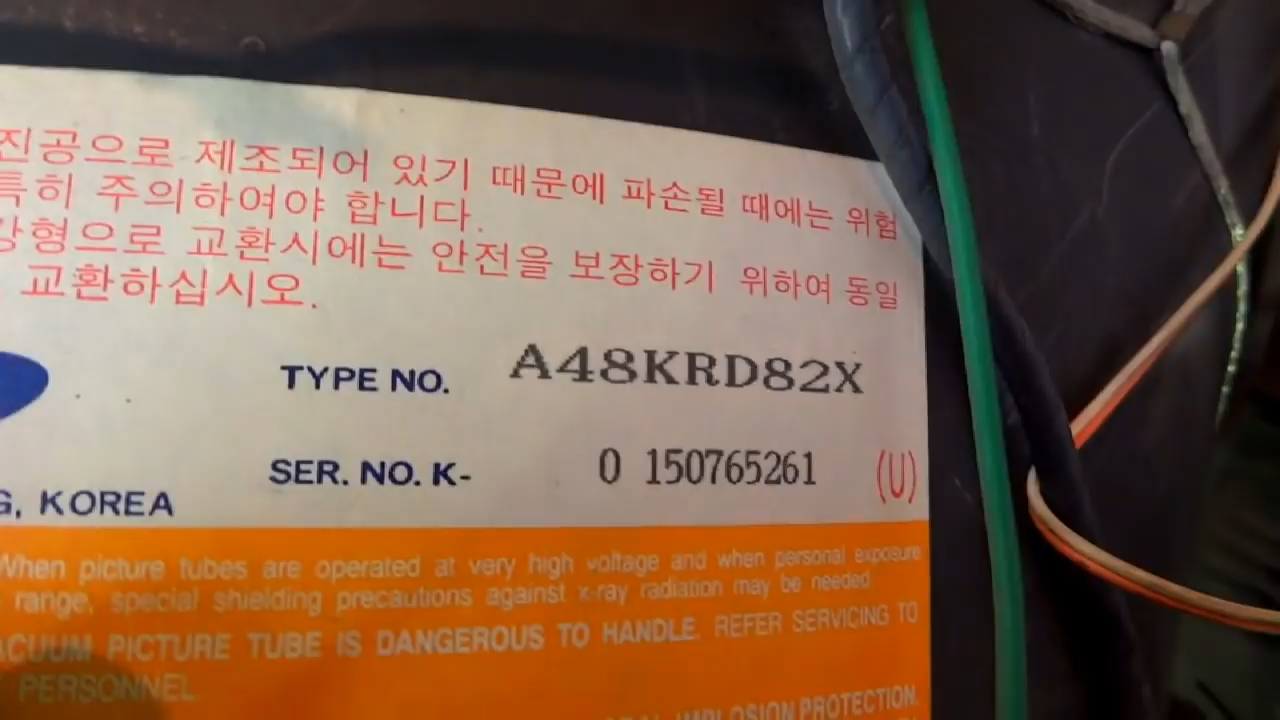 진공으로 제조되어 있기 때문에 파손될 때에는 위험
특히 주의하여야 합니다.
강형으로 교환시에는 안전을 보장하기 위하여 동일
교환하십시오.
TYPE NO. A48KRD82X
SER. NO. K- 0 150765261 (U)
G, KOREA
When picture tubes are operated at very high voltage and when personal exposure
range, special shielding precautions against x-ray radiation may be needed
VACUUM PICTURE TUBE IS DANGEROUS TO HANDLE. REFER SERVICING TO
PERSONNEL.
IMPLOSION PROTECTION.